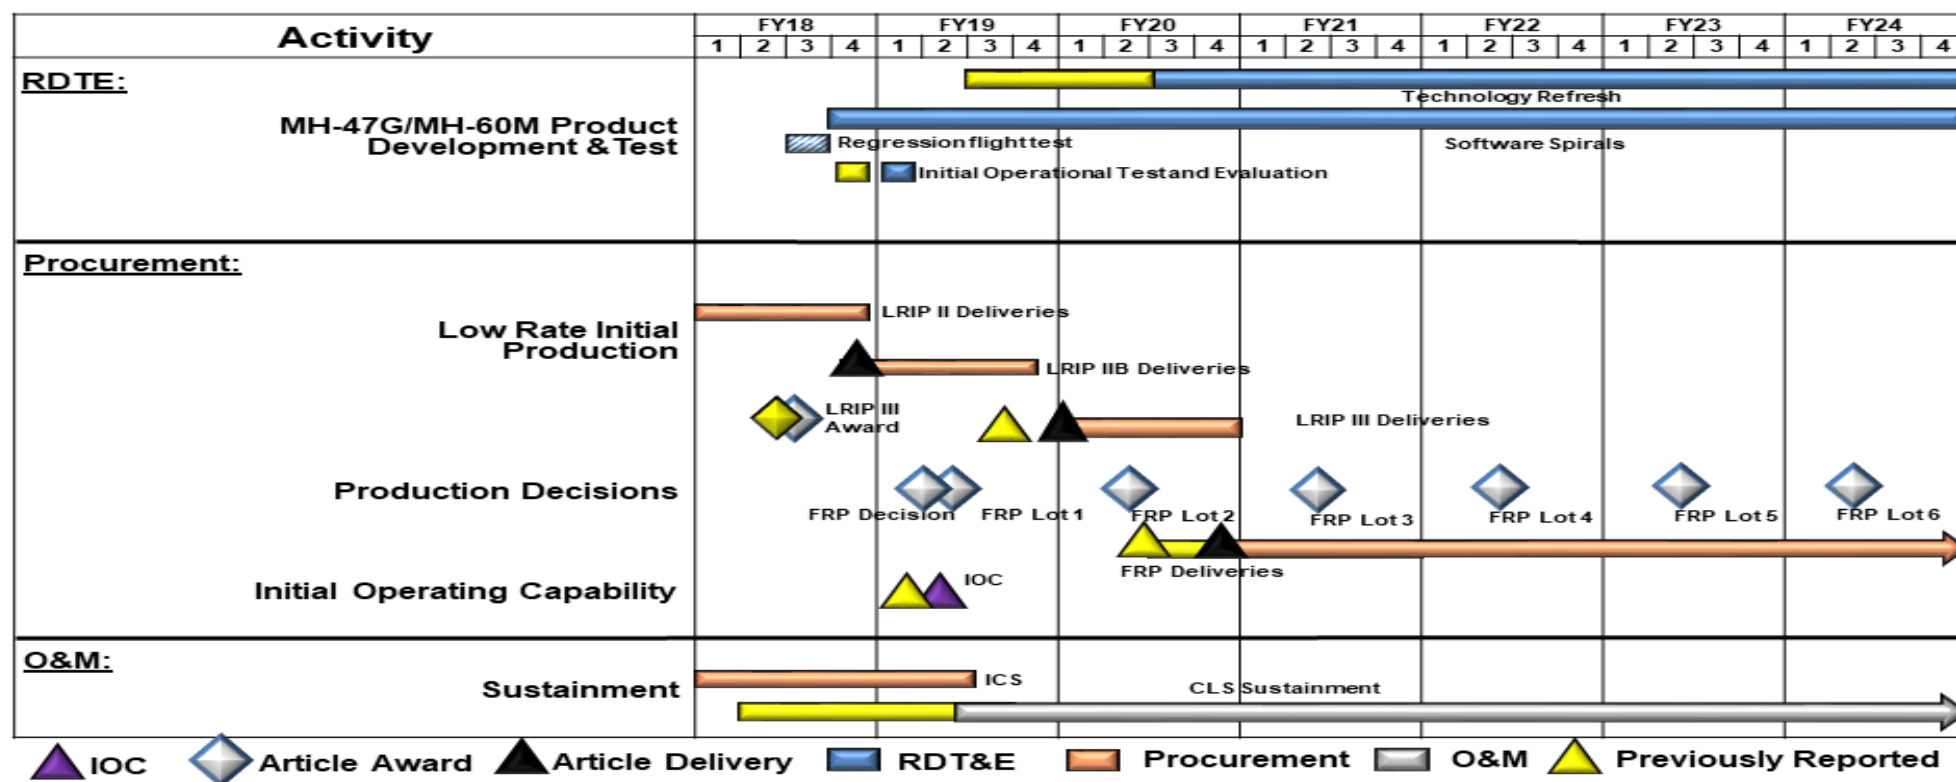 Activity
FY18 FY19 FY20 FY21 FY22 FY23 FY24
1 2 3 4 1 2 3 4 1 2 3 4 1 2 3 4 1 2 3 4 1 2 3 4 1 2 3 4
RDTE:
Technology Refresh
MH-47G/MH-60M Product
Development & Test
Regression flight test
Software Spirals
Initial Operational Test and Evaluation
Procurement:
LRIP II Deliveries
Low Rate Initial
Production
LRIP IIB Deliveries
LRIP III
Award
LRIP III Deliveries
Production Decisions
FRP Decision FRP Lot 1 FRP Lot 2 FRP Lot 3 FRP Lot 4 FRP Lot 5 FRP Lot 6
FRP Deliveries
Initial Operating Capability
IOC
O&M:
ICS
Sustainment
CLS Sustainment
IOC Article Award Article Delivery RDT&E Procurement O&M Previously Reported